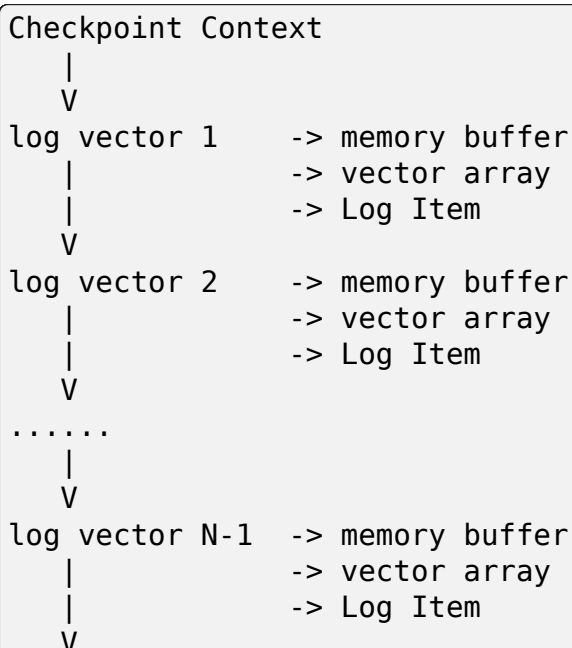 Checkpoint Context
   |
   V
log vector 1    -> memory buffer
   |            -> vector array
   |            -> Log Item
   V
log vector 2    -> memory buffer
   |            -> vector array
   |            -> Log Item
   V
......
   |
   V
log vector N-1  -> memory buffer
   |            -> vector array
   |            -> Log Item
   V